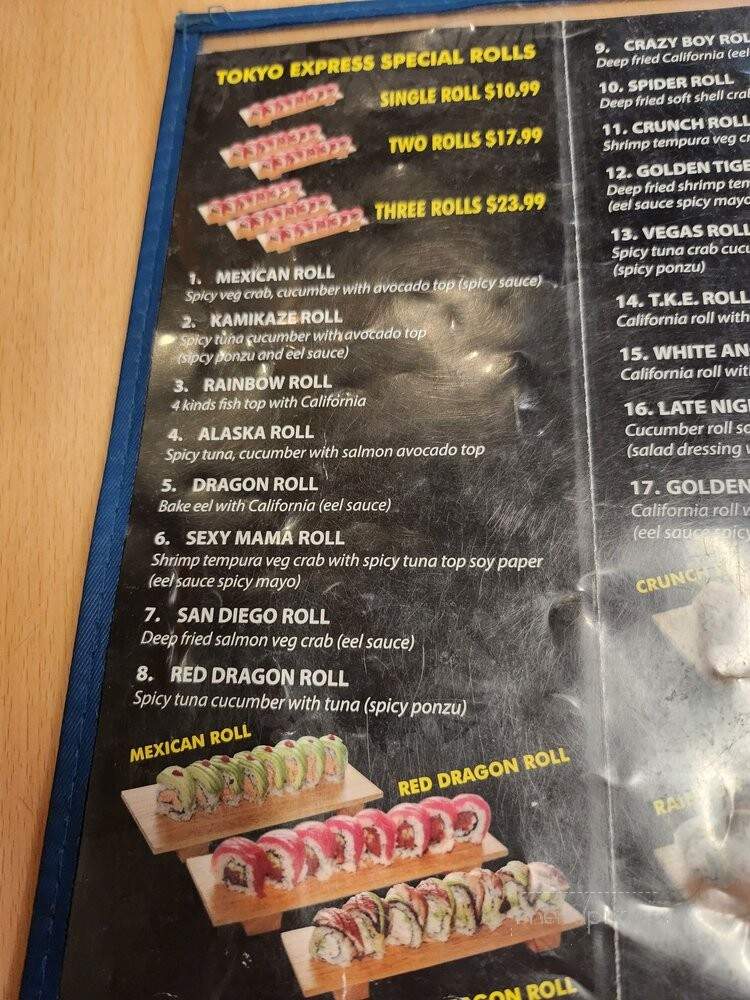 TOKYO EXPRESS SPECIAL ROLLS
SINGLE ROLL $10.99
TWO ROLLS $17.99
THREE ROLLS $23.99
1. MEXICAN ROLL
Spicy veg crab, cucumber with avocado top (spicy sauce)
2. KAMIKAZE ROLL
Spicy tuna cucumber with avocado top
(sipcy ponzu and eel sauce)
3. RAINBOW ROLL
4 kinds fish top with California
4. ALASKA ROLL
Spicy tuna, cucumber with salmon avocado top
5. DRAGON ROLL
Bake eel with California (eel sauce)
6. SEXY MAMA ROLL
Shrimp tempura veg crab with spicy tuna top soy paper
(eel sauce spicy mayo)
7. SAN DIEGO ROLL
Deep fried salmon veg crab (eel sauce)
8. RED DRAGON ROLL
Spicy tuna cucumber with tuna (spicy ponzu)
MEXICAN ROLL
RED DRAGON ROLL
ROLL
9. CRAZY BOY ROL
Deep fried California (eel
10. SPIDER ROLL
Deep fried soft shell cra
11. CRUNCH ROLL
Shrimp tempura veg cr
12. GOLDEN TIGE
Deep fried shrimp tem
(eel sauce spicy mayo
13. VEGAS ROLL
Spicy tuna crab cucu
(spicy ponzu)
14. T.K.E. ROLL
California roll with
15. WHITE AN
California roll wit
16. LATE NIG
Cucumber roll
(salad dressing
17. GOLDEN
California roll
(eel sauce spicy
CRUNCH